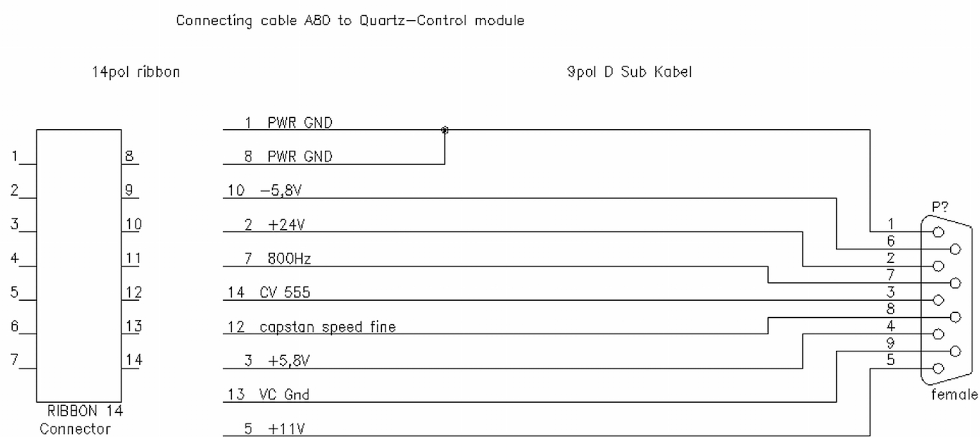 Connecting cable A80 to Quartz-Control module
14pol ribbon
9pol D Sub Kabel
1 PWR GND
8 PWR GND
10 -5,8V
2 +24V
7 800Hz
14 CV 555
12 capstan speed fine
3 +5,8V
13 VC Gnd
5 +11V
1 8
2 9
3 10
4 11
5 12
6 13
7 14
RIBBON 14
Connector
P?
1
6
2
7
3
8
4
9
5
female